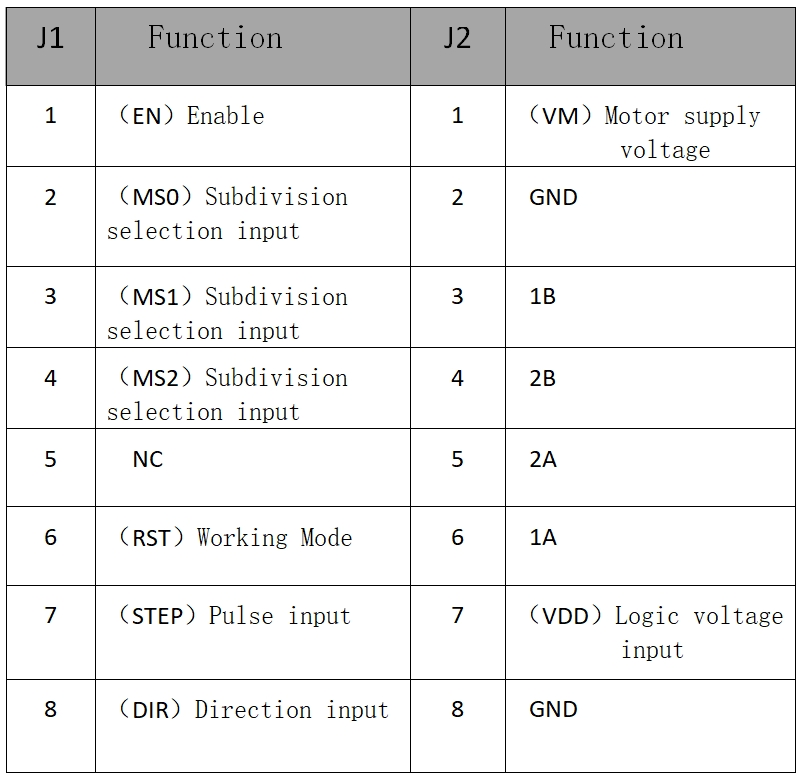 J1 Function J2 Function
1 （EN）Enable 1 （VM）Motor supply
voltage
2 （MS0）Subdivision 2 GND
selection input
3 （MS1）Subdivision 3 1B
selection input
4 （MS2）Subdivision 4 2B
selection input
5 NC 5 2A
6 （RST）Working Mode 6 1A
7 （STEP）Pulse input 7 （VDD）Logic voltage
input
8 （DIR）Direction input 8 GND